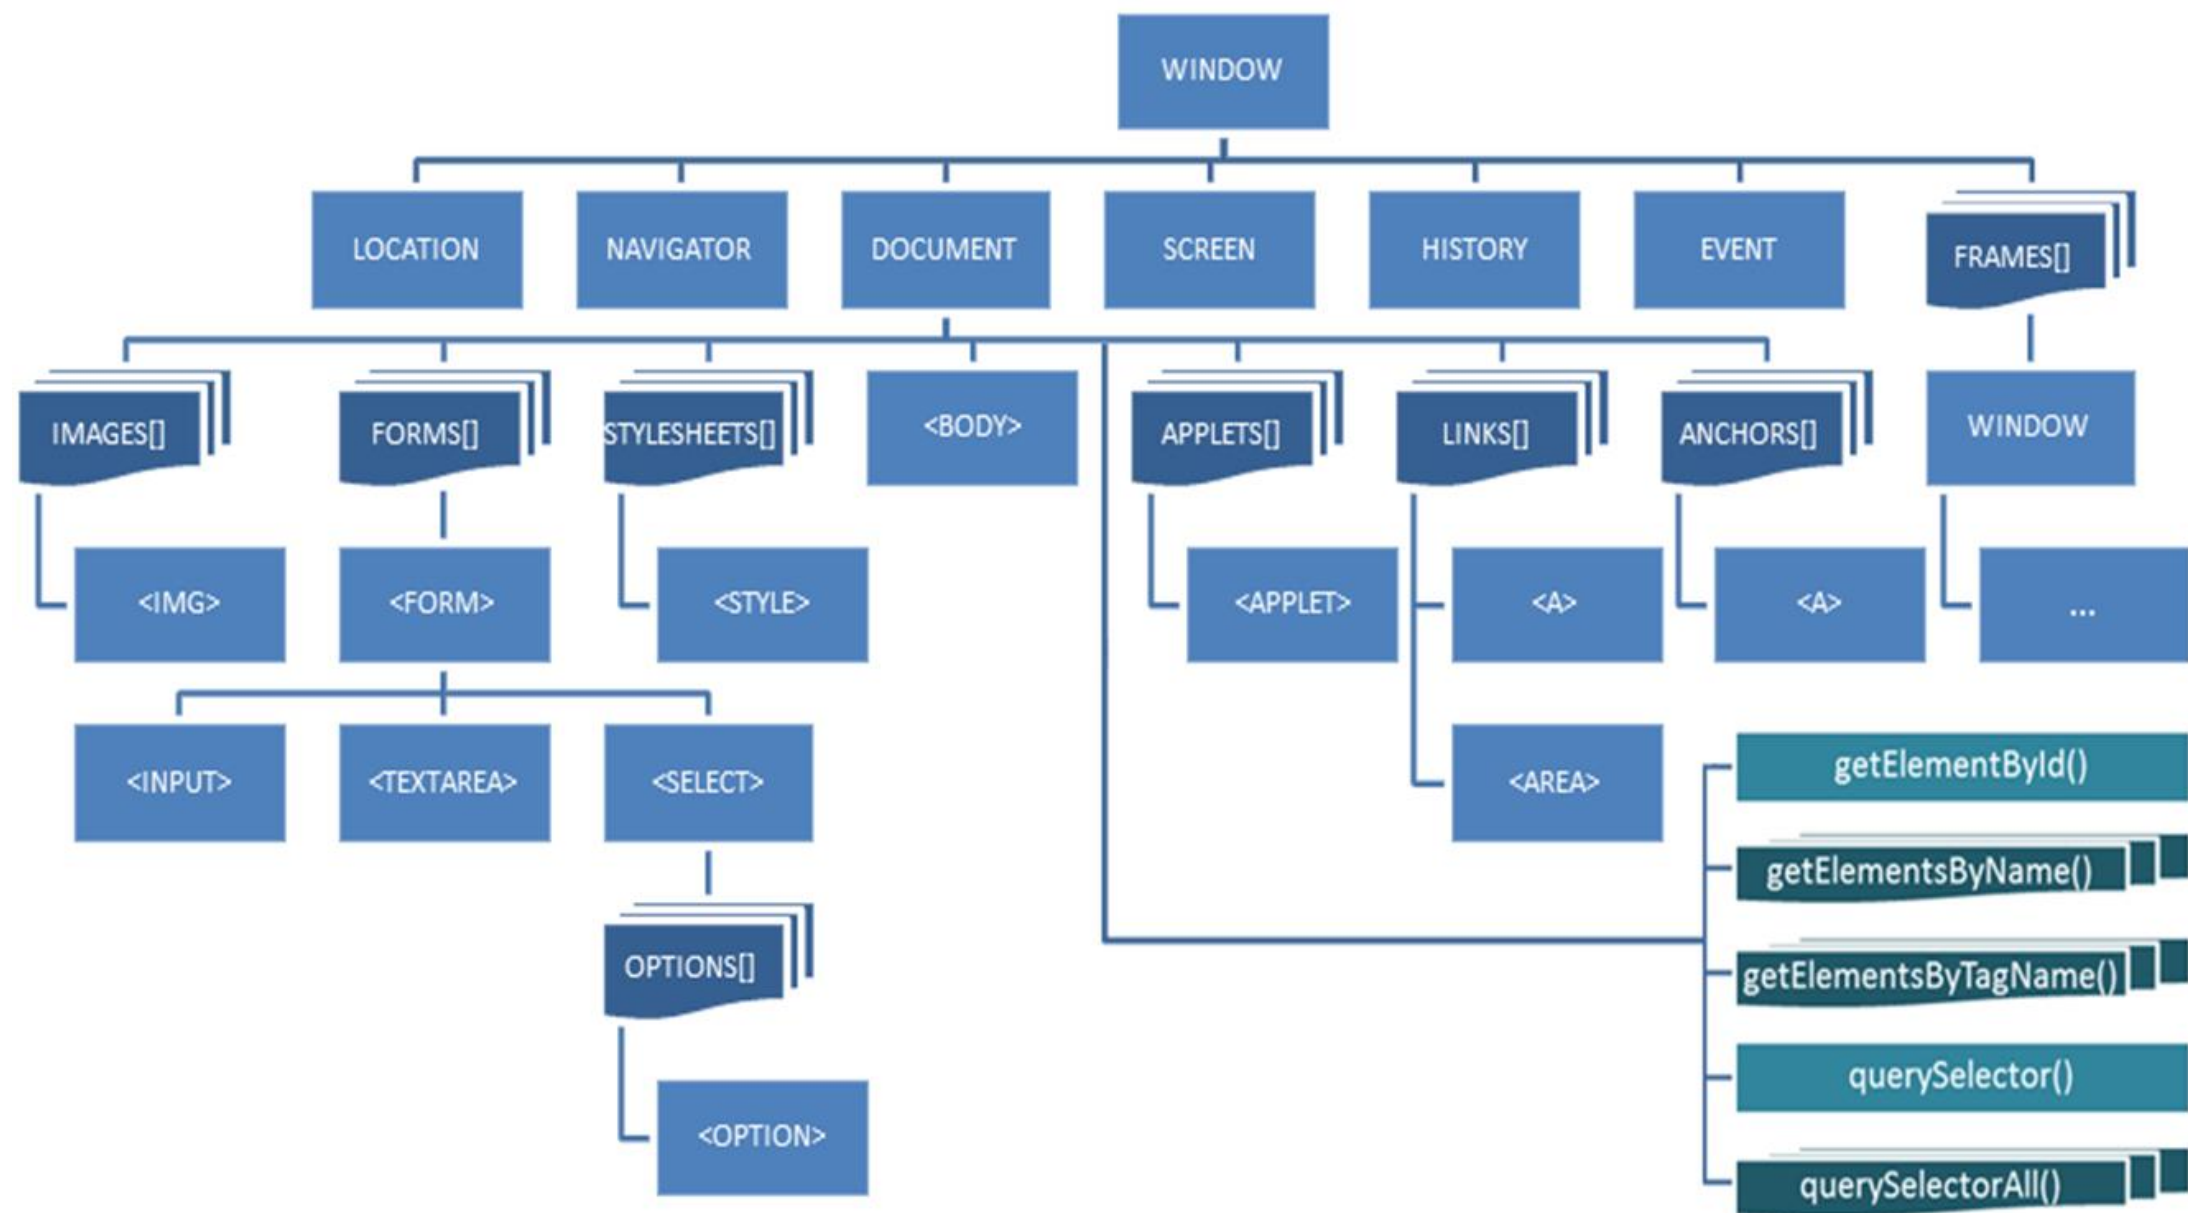 WINDOW
LOCATION
NAVIGATOR
DOCUMENT
SCREEN
HISTORY
EVENT
FRAMES[]
IMAGES[]
FORMS[]
STYLESHEETS[]
<BODY>
APPLETS[]
LINKS[]
ANCHORS[]
WINDOW
<IMG>
<FORM>
<STYLE>
<APPLET>
<A>
<A>
...
<INPUT>
<TEXTAREA>
<SELECT>
<AREA>
getElementById()
getElementsByName()
OPTIONS[]
getElementsByTagName()
querySelector()
<OPTION>
querySelectorAll()